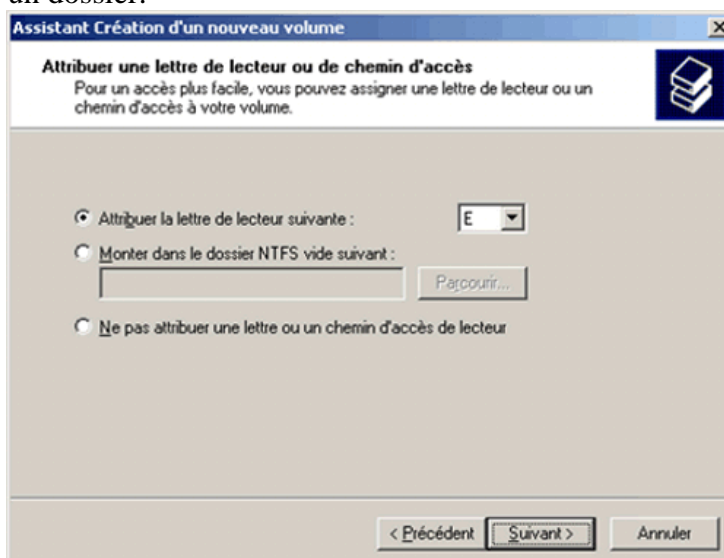 un dossier.
Assistant Création d'un nouveau volume
Attribuer une lettre de lecteur ou de chemin d'accès
Pour un accès plus facile, vous pouvez assigner une lettre de lecteur ou un
chemin d'accès à votre volume.
Attribuer la lettre de lecteur suivante :
E
Monter dans le dossier NTFS vide suivant :
Parcourir...
Ne pas attribuer une lettre ou un chemin d'accès de lecteur
< Précédent
Suivant >
Annuler